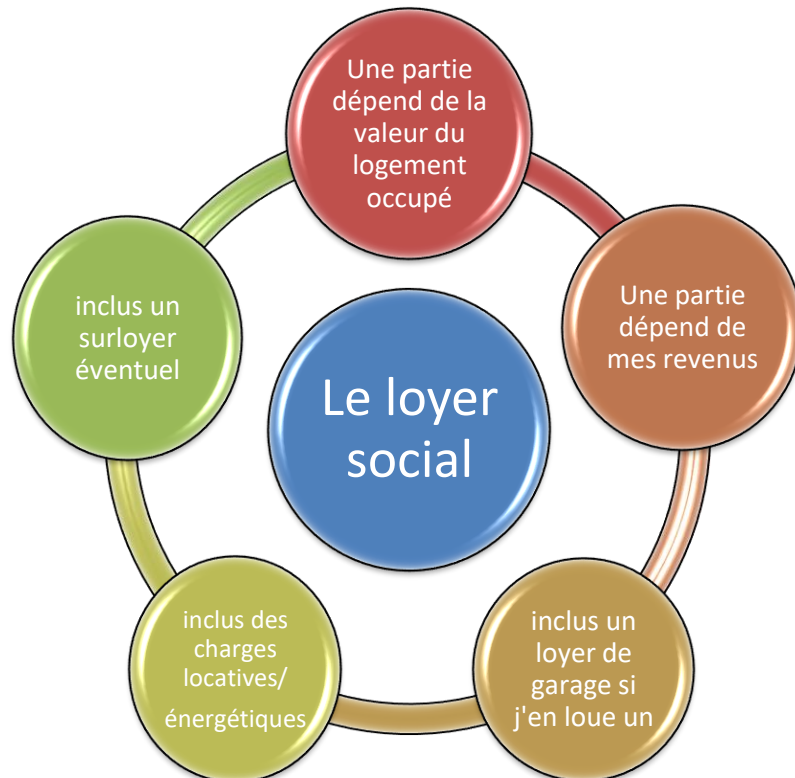 Une partie
dépend de la
valeur du
logement
occupé
Une partie
dépend de
mes revenus
inclus un
loyer de
garage si
j'en loue un
inclus des
charges
locatives/
énergétiques
inclus un
surloyer
éventuel
Le loyer
social